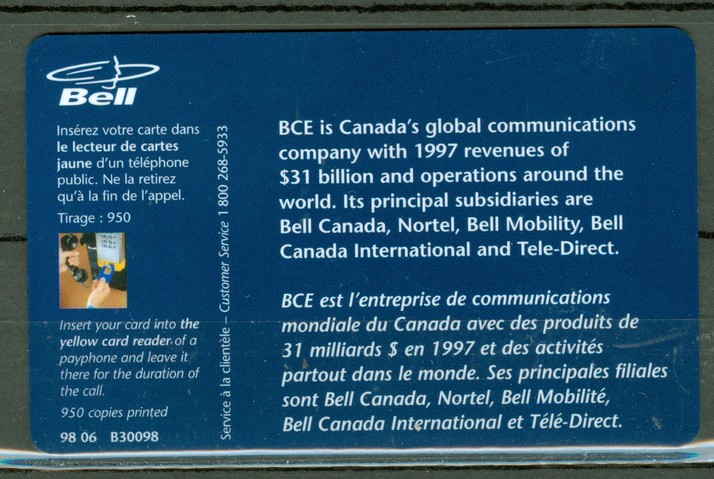 Bell
Insérez votre carte dans
le lecteur de cartes
jaune d'un téléphone
public. Ne la retirez
qu'à la fin de l'appel.
Tirage : 950
Insert your card into the
yellow card reader of a
payphone and leave it
there for the duration of
the call.
950 copies printed
98 06 B30098
Service à la clientèle – Customer Service 1 800 268-5933
BCE is Canada's global communications
company with 1997 revenues of
$31 billion and operations around the
world. Its principal subsidiaries are
Bell Canada, Nortel, Bell Mobility, Bell
Canada International and Tele-Direct.
BCE est l'entreprise de communications
mondiale du Canada avec des produits de
31 milliards $ en 1997 et des activités
partout dans le monde. Ses principales filiales
sont Bell Canada, Nortel, Bell Mobilité,
Bell Canada International et Télé-Direct.